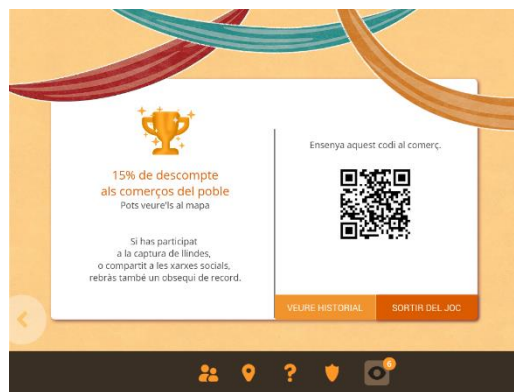 15% de descompte
als comerços del poble
Pots veure'ls al mapa
Si has participat
a la captura de llindes,
o compartit a les xarxes socials,
rebràs també un obsequi de record.
Ensenya aquest codi al comerç.
VEURE HISTORIAL
SORTIR DEL JOC
?
6